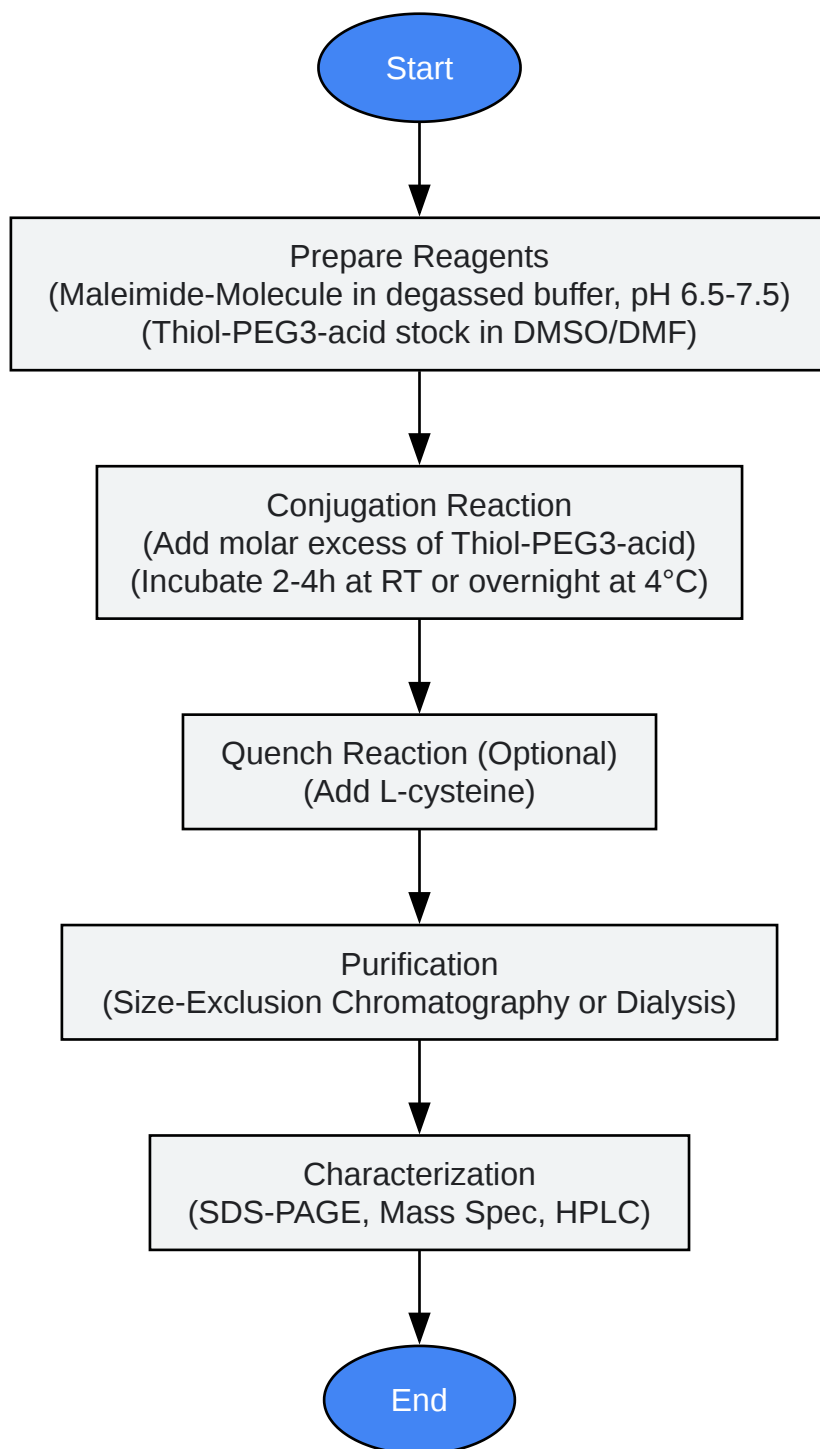 Start
Prepare Reagents
(Maleimide-Molecule in degassed buffer, pH 6.5-7.5)
(Thiol-PEG3-acid stock in DMSO/DMF)
Conjugation Reaction
(Add molar excess of Thiol-PEG3-acid)
(Incubate 2-4h at RT or overnight at 4°C)
Quench Reaction (Optional)
(Add L-cysteine)
Purification
(Size-Exclusion Chromatography or Dialysis)
Characterization
(SDS-PAGE, Mass Spec, HPLC)
End